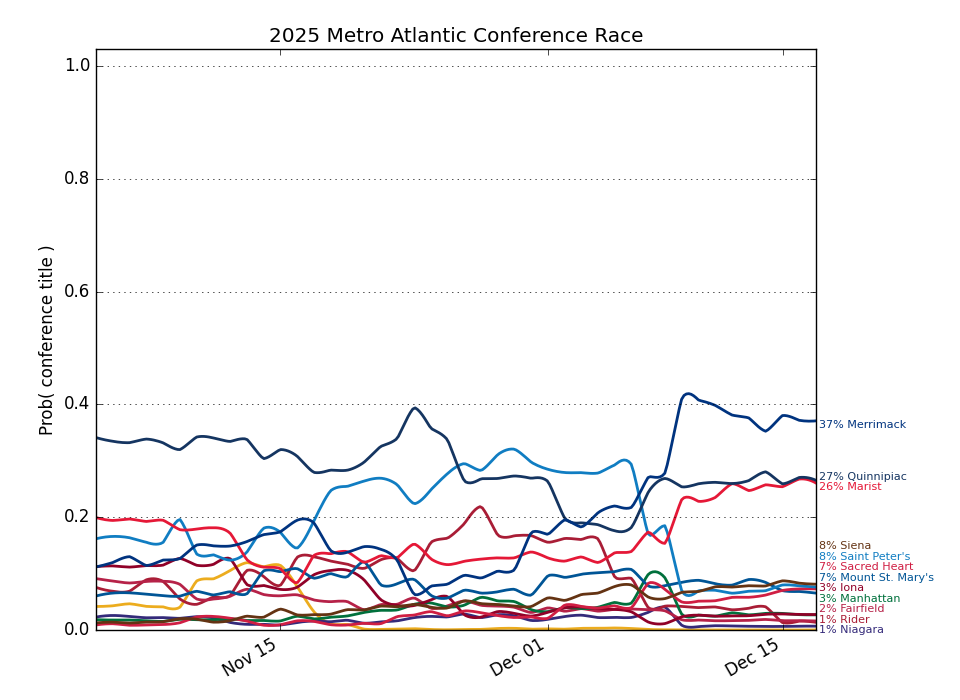 2025 Metro Atlantic Conference Race
1.0
0.8
0.6
0.4
0.2
0.0
Prob( conference title )
37% Merrimack
27% Quinnipiac
26% Marist
8% Siena
8% Saint Peter's
7% Sacred Heart
7% Mount St. Mary's
3% Iona
3% Manhattan
2% Fairfield
1% Rider
1% Niagara
Nov 15
Dec 01
Dec 15